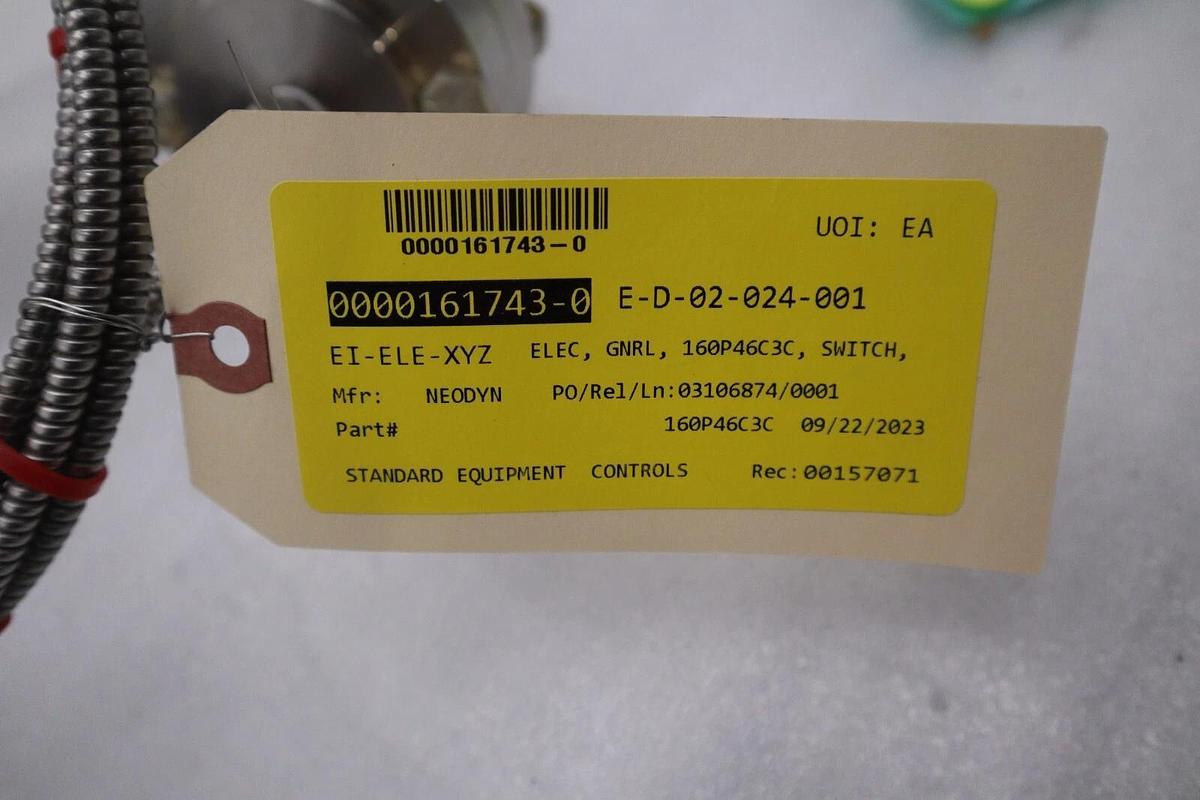 0000161743-0
UOI: EA
0000161743-0 E-D-02-024-001
EI-ELE-XYZ ELEC, GNRL, 160P46C3C, SWITCH,
Mfr: NEODYN PO/Rel/Ln:03106874/0001
Part# 160P46C3C 09/22/2023
STANDARD EQUIPMENT CONTROLS Rec:00157071